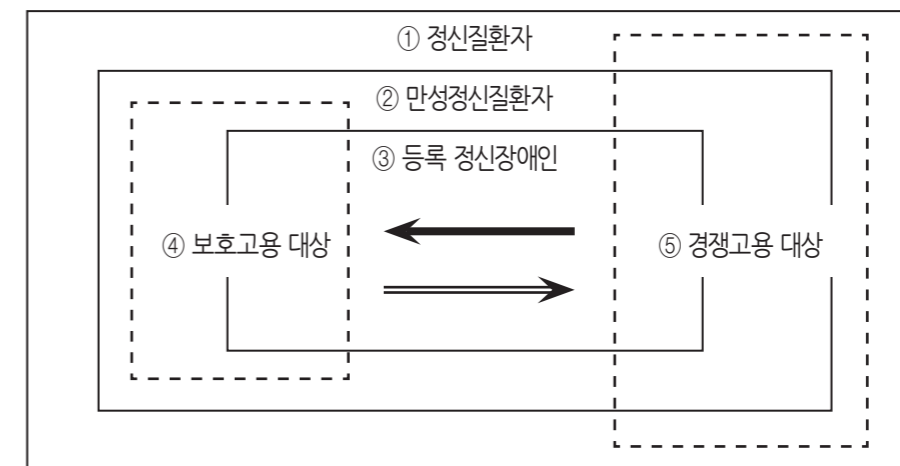 ① 정신질환자
② 만성정신질환자
③ 등록 정신장애인
④ 보호고용 대상
⑤ 경쟁고용 대상